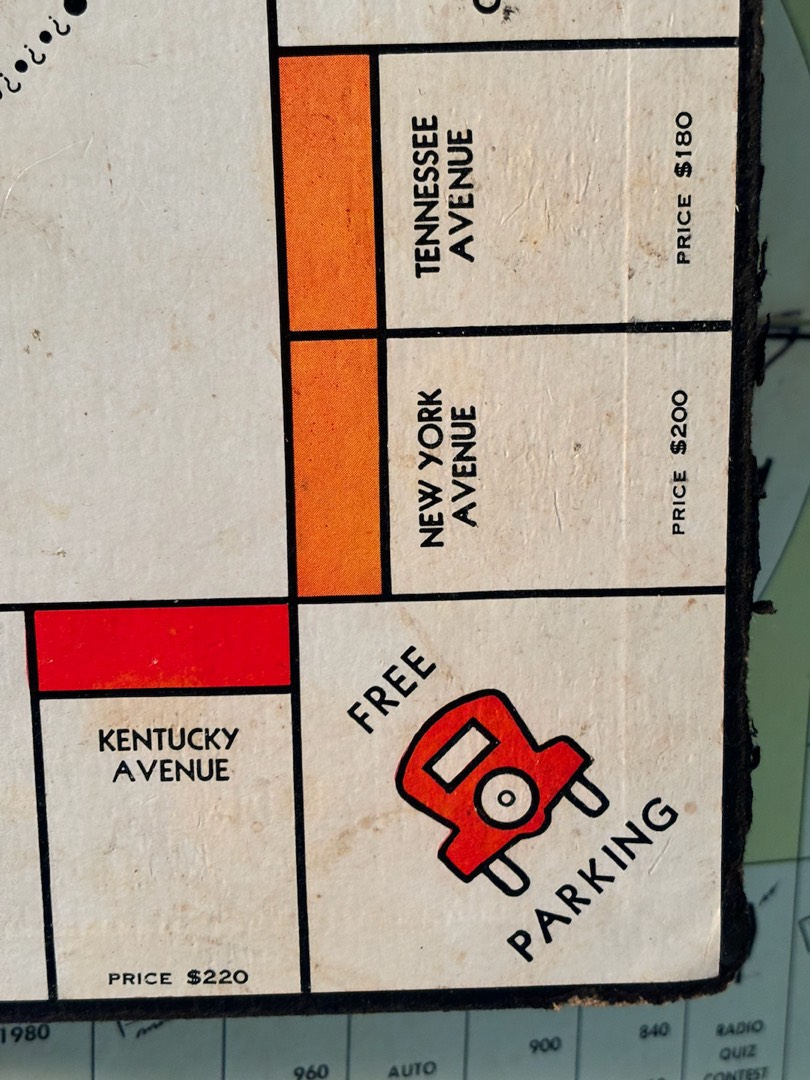 TENNESSEE
AVENUE
PRICE $180
NEW YORK
AVENUE
PRICE $200
FREE
PARKING
KENTUCKY
AVENUE
PRICE $220
1980
960
AUTO
900
840
RADIO
QUIZ
CONTEST